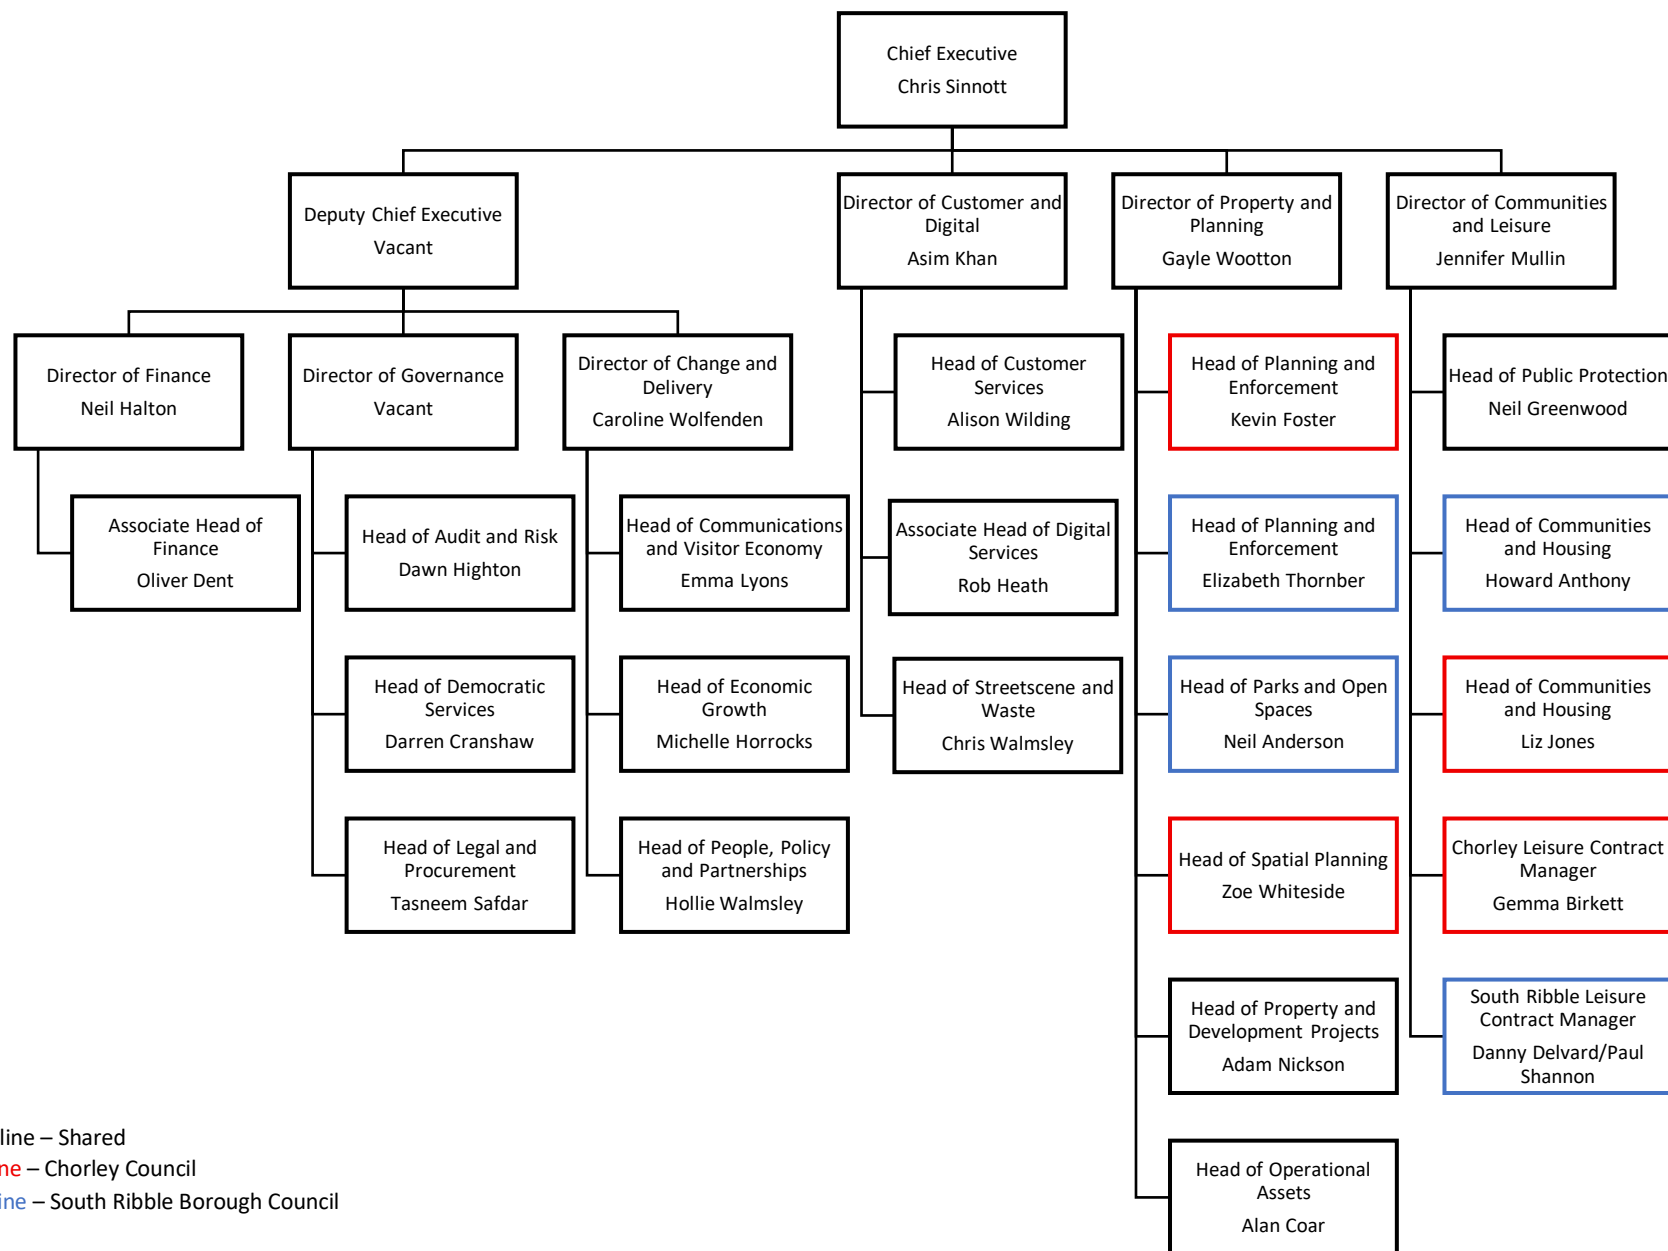 Chief Executive
Chris Sinnott
Deputy Chief Executive
Vacant
Director of Customer and
Digital
Asim Khan
Director of Property and
Planning
Gayle Wootton
Director of Communities
and Leisure
Jennifer Mullin
Director of Finance
Neil Halton
Director of Governance
Vacant
Director of Change and
Delivery
Caroline Wolfenden
Head of Customer
Services
Alison Wilding
Head of Planning and
Enforcement
Kevin Foster
Head of Public Protection
Neil Greenwood
Associate Head of
Finance
Oliver Dent
Head of Audit and Risk
Dawn Highton
Head of Communications
and Visitor Economy
Emma Lyons
Associate Head of Digital
Services
Rob Heath
Head of Planning and
Enforcement
Elizabeth Thornber
Head of Communities
and Housing
Howard Anthony
Head of Democratic
Services
Darren Cranshaw
Head of Economic
Growth
Michelle Horrocks
Head of Streetscene and
Waste
Chris Walmsley
Head of Parks and Open
Spaces
Neil Anderson
Head of Communities
and Housing
Liz Jones
Head of Legal and
Procurement
Tasneem Safdar
Head of People, Policy
and Partnerships
Hollie Walmsley
Head of Spatial Planning
Zoe Whiteside
Chorley Leisure Contract
Manager
Gemma Birkett
Head of Property and
Development Projects
Adam Nickson
South Ribble Leisure
Contract Manager
Danny Delvard/Paul
Shannon
Head of Operational
Assets
Alan Coar
line – Shared
ne – Chorley Council
ine – South Ribble Borough Council